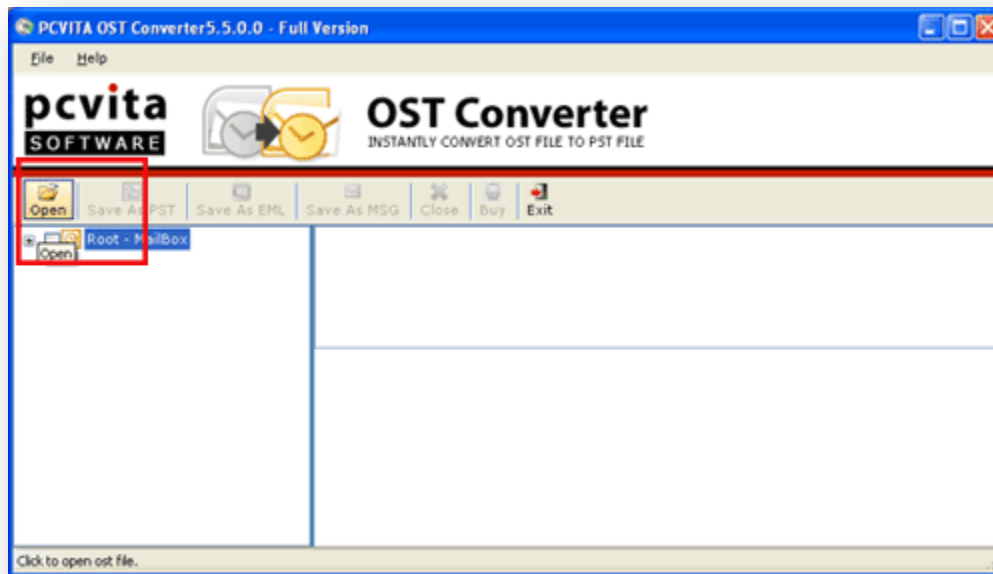 PCVITA OST Converter5.5.0.0 - Full Version
File Help
pcvita
SOFTWARE
OST Converter
INSTANTLY CONVERT OST FILE TO PST FILE
Open Save As PST Save As EML Save As MSG Close Buy Exit
Root - MailBox
Open
Click to open ost file.